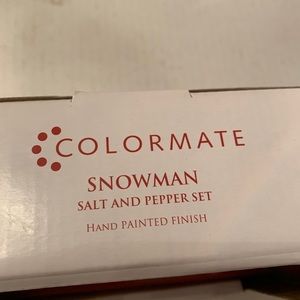 COLORMATE
SNOWMAN
SALT AND PEPPER SET
HAND PAINTED FINISH